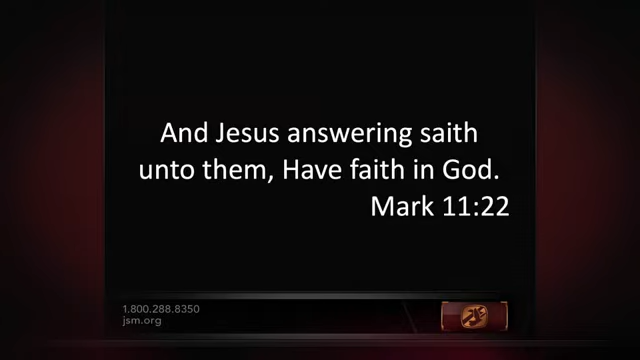 And Jesus answering saith
unto them, Have faith in God.
Mark 11:22
1.800.288.8350
jsm.org